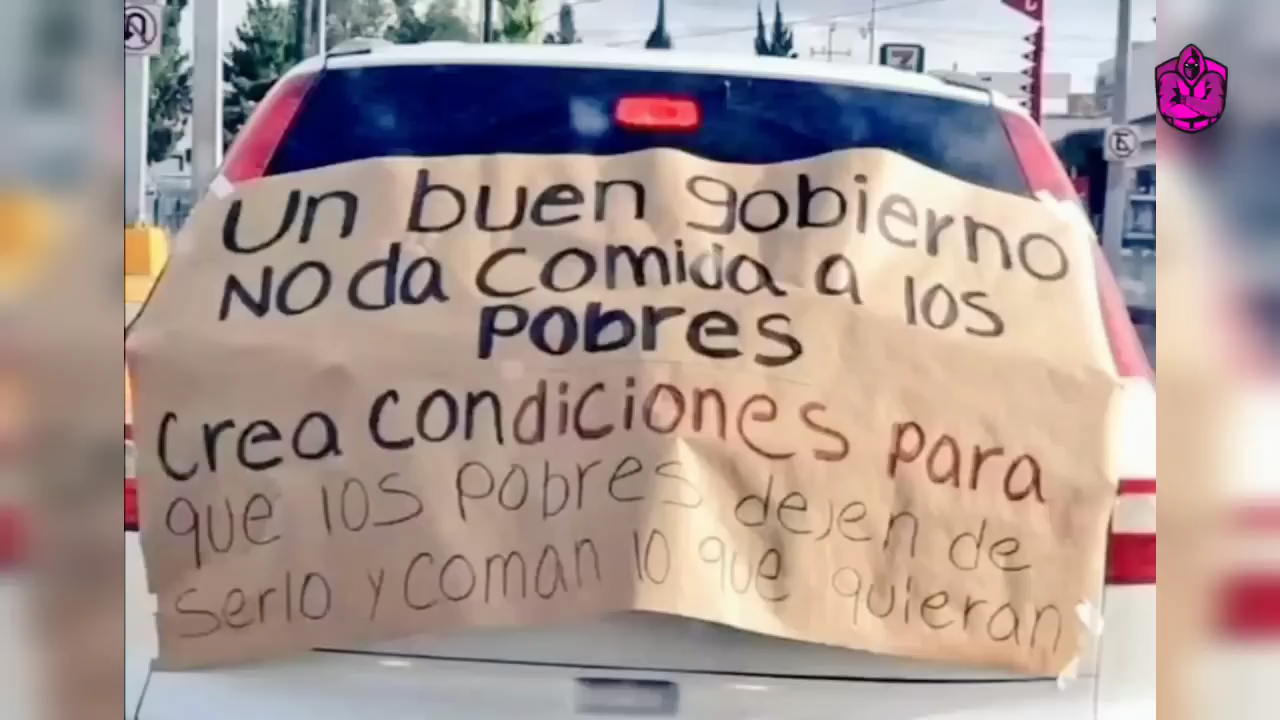 Un buen gobierno
No da comida a los
pobres
Crea condiciones para
que los pobres dejen de
serlo y coman lo que quieran